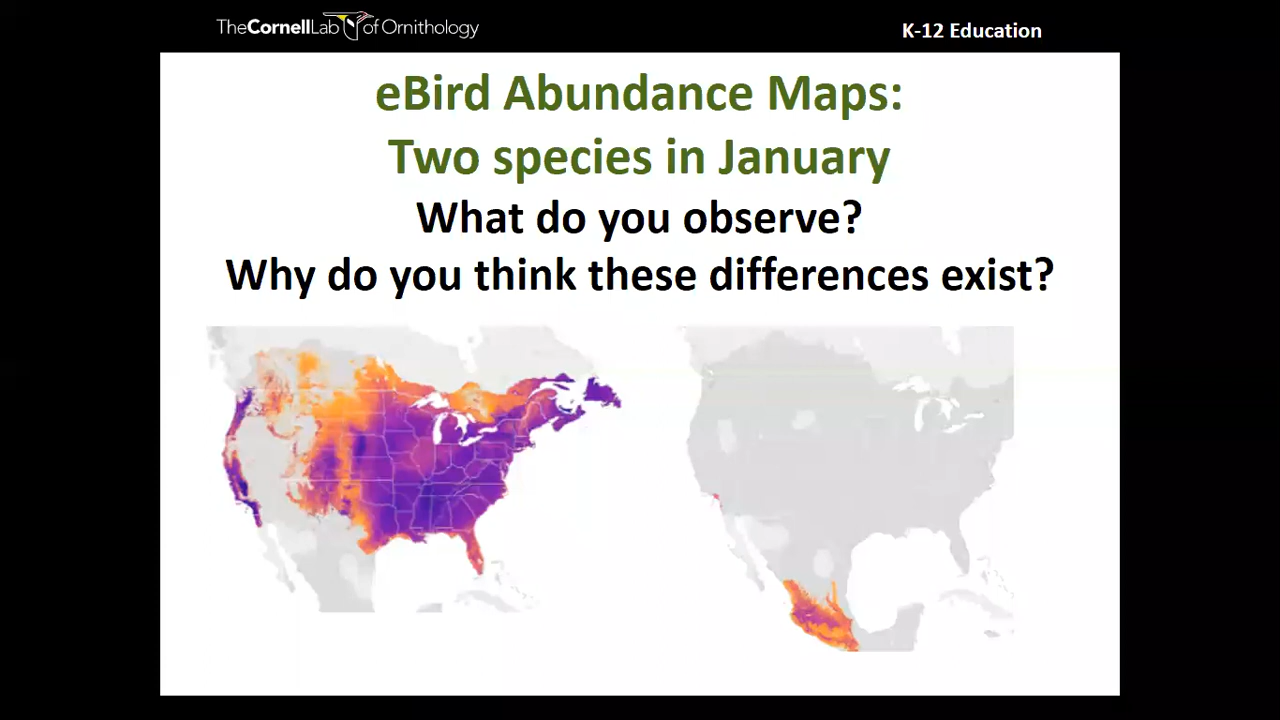 TheCornellLab of Ornithology
K-12 Education
eBird Abundance Maps:
Two species in January
What do you observe?
Why do you think these differences exist?